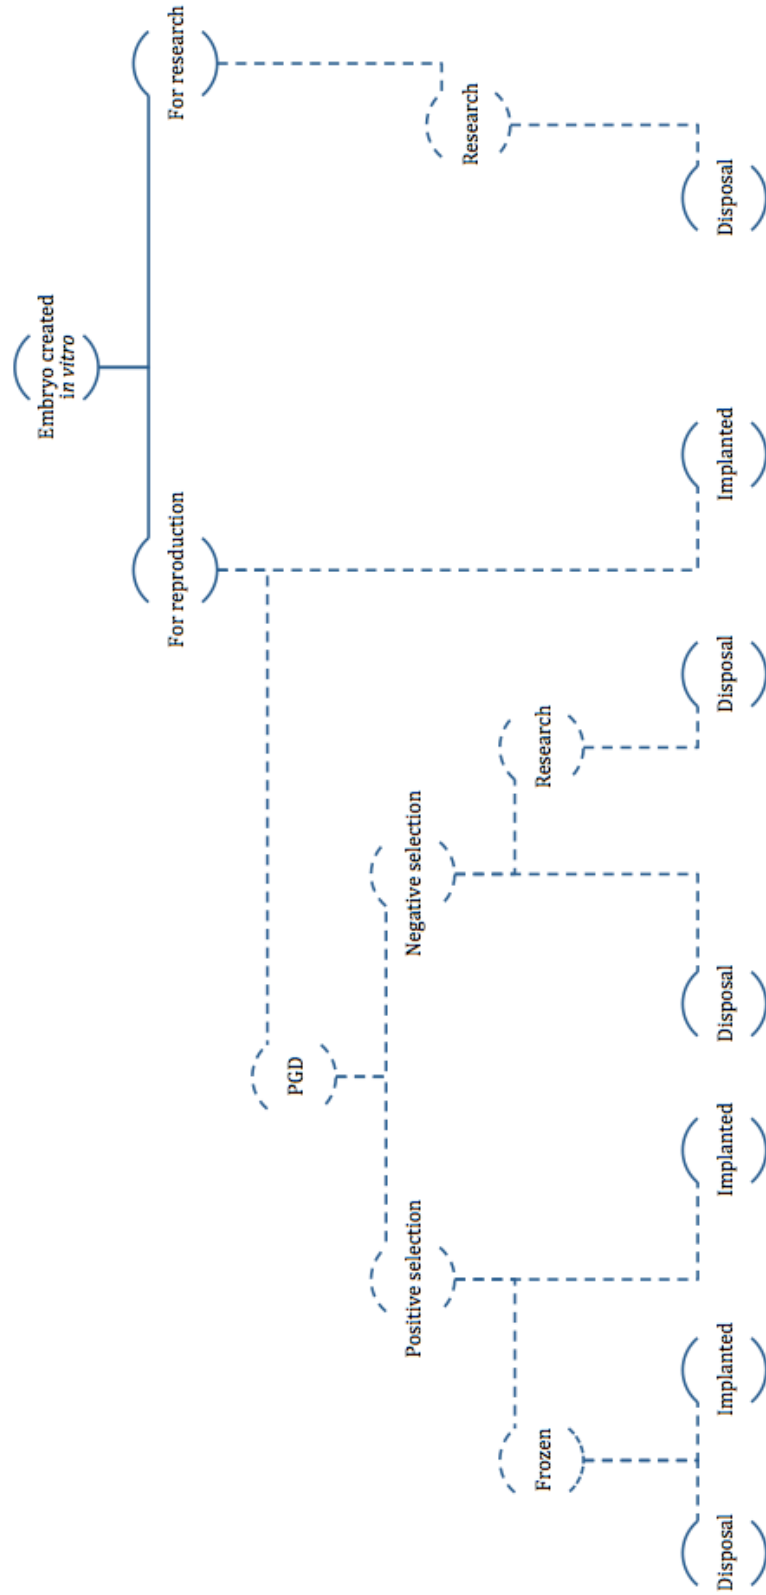 Embryo created
in vitro
For reproduction
For research
PGD
Positive selection
Negative selection
Research
Frozen
Research
Disposal
Implanted
Implanted
Disposal
Disposal
Implanted
Disposal